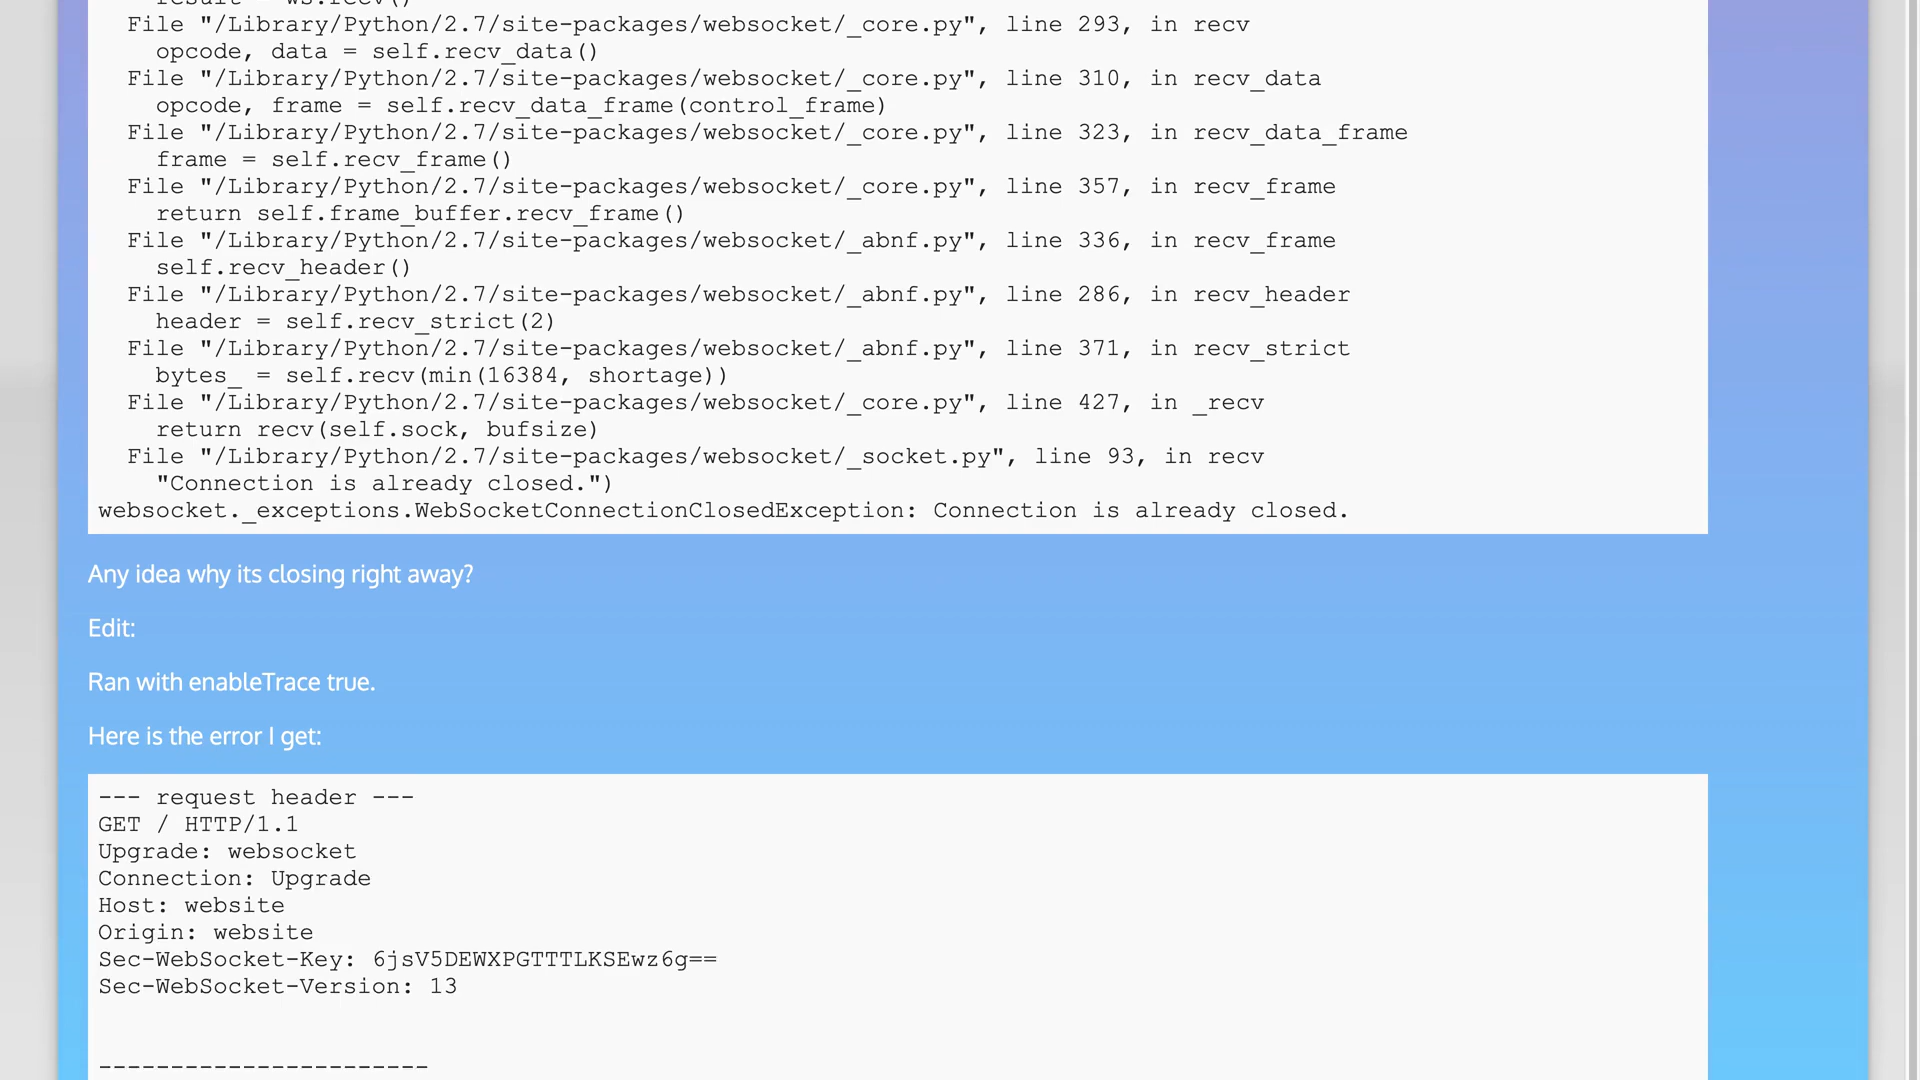 result = ws.recv()
File "/Library/Python/2.7/site-packages/websocket/_core.py", line 293, in recv
opcode, data = self.recv_data()
File "/Library/Python/2.7/site-packages/websocket/_core.py", line 310, in recv_data
opcode, frame = self.recv_data_frame(control_frame)
File "/Library/Python/2.7/site-packages/websocket/_core.py", line 323, in recv_data_frame
frame = self.recv_frame()
File "/Library/Python/2.7/site-packages/websocket/_core.py", line 357, in recv_frame
return self.frame_buffer.recv_frame()
File "/Library/Python/2.7/site-packages/websocket/_abnf.py", line 336, in recv_frame
self.recv_header()
File "/Library/Python/2.7/site-packages/websocket/_abnf.py", line 286, in recv_header
header = self.recv_strict(2)
File "/Library/Python/2.7/site-packages/websocket/_abnf.py", line 371, in recv_strict
bytes_ = self.recv(min(16384, shortage))
File "/Library/Python/2.7/site-packages/websocket/_core.py", line 427, in _recv
return recv(self.sock, bufsize)
File "/Library/Python/2.7/site-packages/websocket/_socket.py", line 93, in recv
"Connection is already closed.")
websocket._exceptions.WebSocketConnectionClosedException: Connection is already closed.
Any idea why its closing right away?
Edit:
Ran with enableTrace true.
Here is the error I get:
--- request header ---
GET / HTTP/1.1
Upgrade: websocket
Connection: Upgrade
Host: website
Origin: website
Sec-WebSocket-Key: 6jsV5DEWXPGTTTLKSEwz6g==
Sec-WebSocket-Version: 13
-----------------------